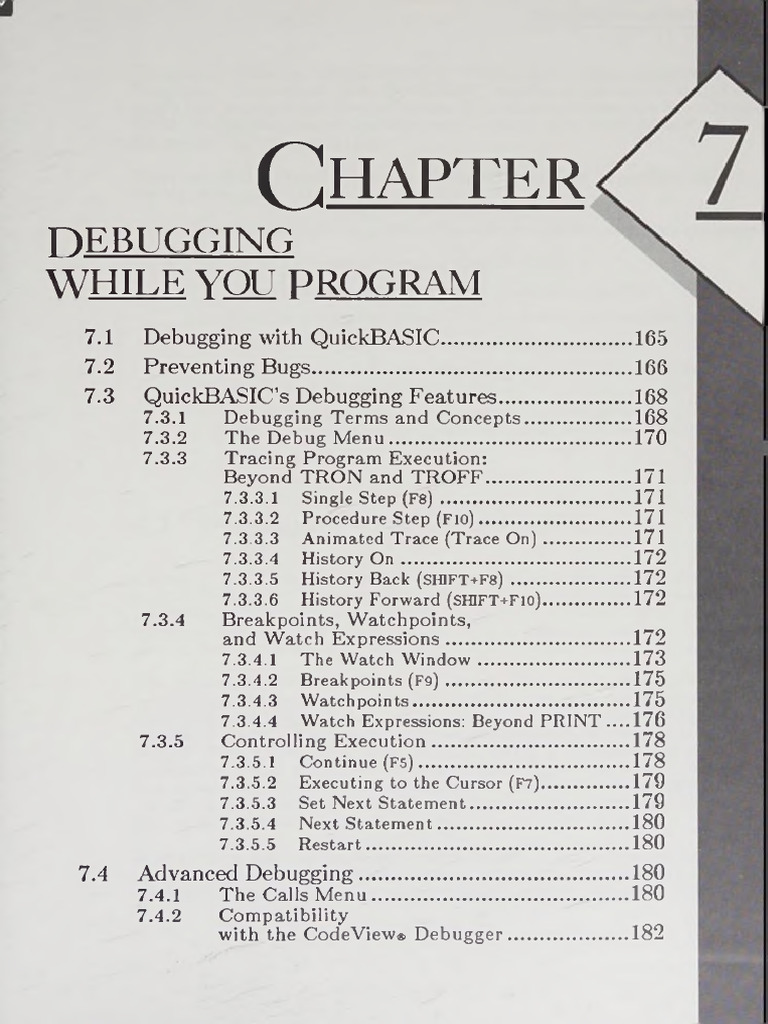 CHAPTER 7
DEBUGGING
WHILE YOU PROGRAM
7.1 Debugging with QuickBASIC.............................165
7.2 Preventing Bugs.................................................166
7.3 QuickBASIC's Debugging Features....................168
7.3.1 Debugging Terms and Concepts.................168
7.3.2 The Debug Menu......................................170
7.3.3 Tracing Program Execution:
Beyond TRON and TROFF......................171
7.3.3.1 Single Step (F8)..............................171
7.3.3.2 Procedure Step (F10)........................171
7.3.3.3 Animated Trace (Trace On)..............171
7.3.3.4 History On....................................172
7.3.3.5 History Back (SHIFT+F8)...................172
7.3.3.6 History Forward (SHIFT+F10)..............172
7.3.4 Breakpoints, Watchpoints,
and Watch Expressions.............................172
7.3.4.1 The Watch Window........................173
7.3.4.2 Breakpoints (F9).............................175
7.3.4.3 Watchpoints..................................175
7.3.4.4 Watch Expressions: Beyond PRINT....176
7.3.5 Controlling Execution...............................178
7.3.5.1 Continue (F5).................................178
7.3.5.2 Executing to the Cursor (F7)..............179
7.3.5.3 Set Next Statement.........................179
7.3.5.4 Next Statement..............................180
7.3.5.5 Restart.........................................180
7.4 Advanced Debugging..........................................180
7.4.1 The Calls Menu........................................180
7.4.2 Compatibility
with the CodeView® Debugger...................182